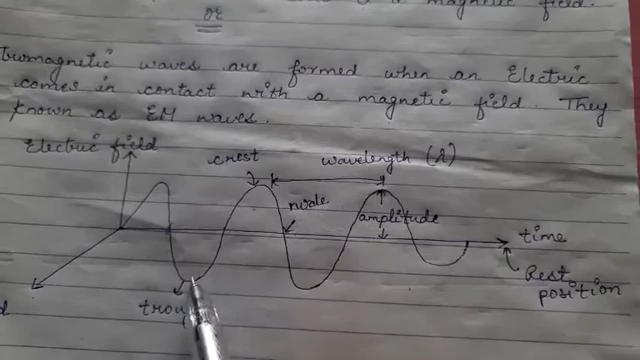 a magnetic field.
or
tromagnetic waves are formed when an Electric
comes in contact with a magnetic field. They
known as EM waves.
Electric field
crest
wavelength (λ)
node
amplitude
time
Rest
position
trou